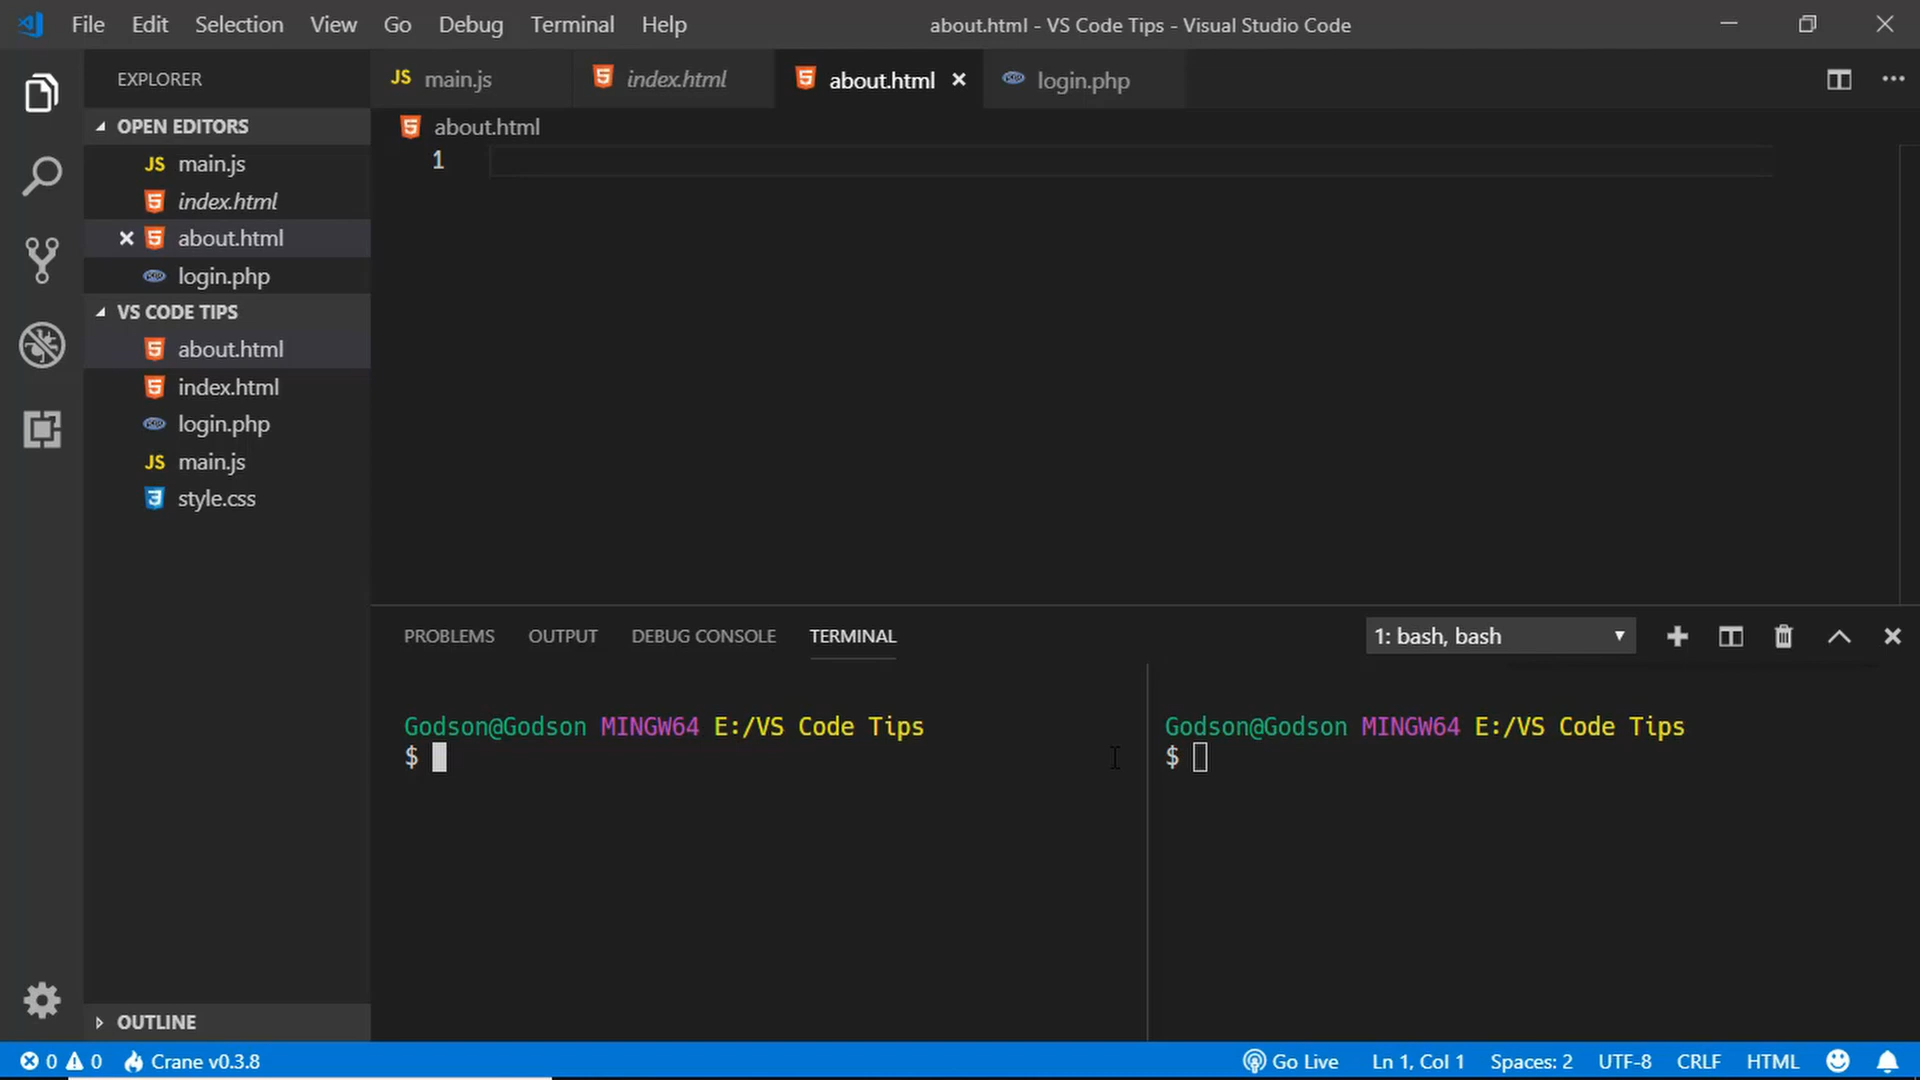 File Edit Selection View Go Debug Terminal Help about.html - VS Code Tips - Visual Studio Code
EXPLORER
JS main.js index.html about.html login.php
OPEN EDITORS
JS main.js
index.html
about.html
login.php
VS CODE TIPS
about.html
index.html
login.php
JS main.js
style.css
OUTLINE
about.html
1
PROBLEMS OUTPUT DEBUG CONSOLE TERMINAL 1: bash, bash
Godson@Godson MINGW64 E:/VS Code Tips
$
Godson@Godson MINGW64 E:/VS Code Tips
$
0 0 Crane v0.3.8 Go Live Ln 1, Col 1 Spaces: 2 UTF-8 CRLF HTML